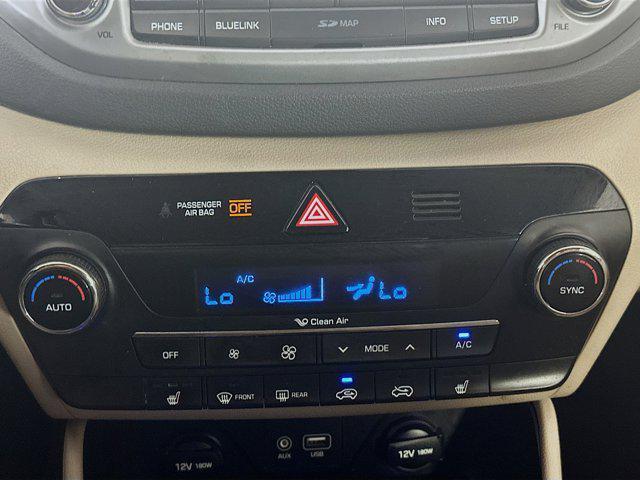 PHONE BLUELINK SD MAP INFO SETUP
VOL FILE
PASSENGER AIR BAG OFF
A/C
Lo Lo
AUTO SYNC
Clean Air
OFF MODE A/C
FRONT REAR
12V 180W AUX USB 12V 180W